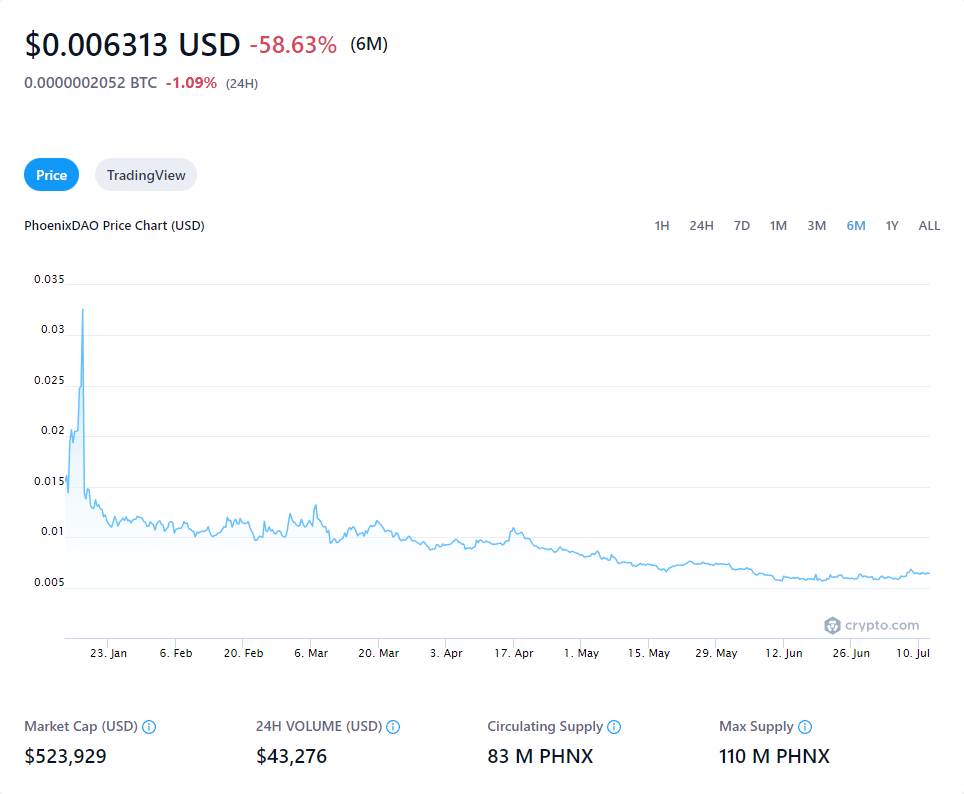 $0.006313 USD -58.63% (6M)
0.0000002052 BTC -1.09% (24H)
Price TradingView
PhoenixDAO Price Chart (USD) 1H 24H 7D 1M 3M 6M 1Y ALL
0.035
0.03
0.025
0.02
0.015
0.01
0.005
crypto.com
23. Jan 6. Feb 20. Feb 6. Mar 20. Mar 3. Apr 17. Apr 1. May 15. May 29. May 12. Jun 26. Jun 10. Jul
Market Cap (USD) 24H VOLUME (USD) Circulating Supply Max Supply
$523,929 $43,276 83 M PHNX 110 M PHNX